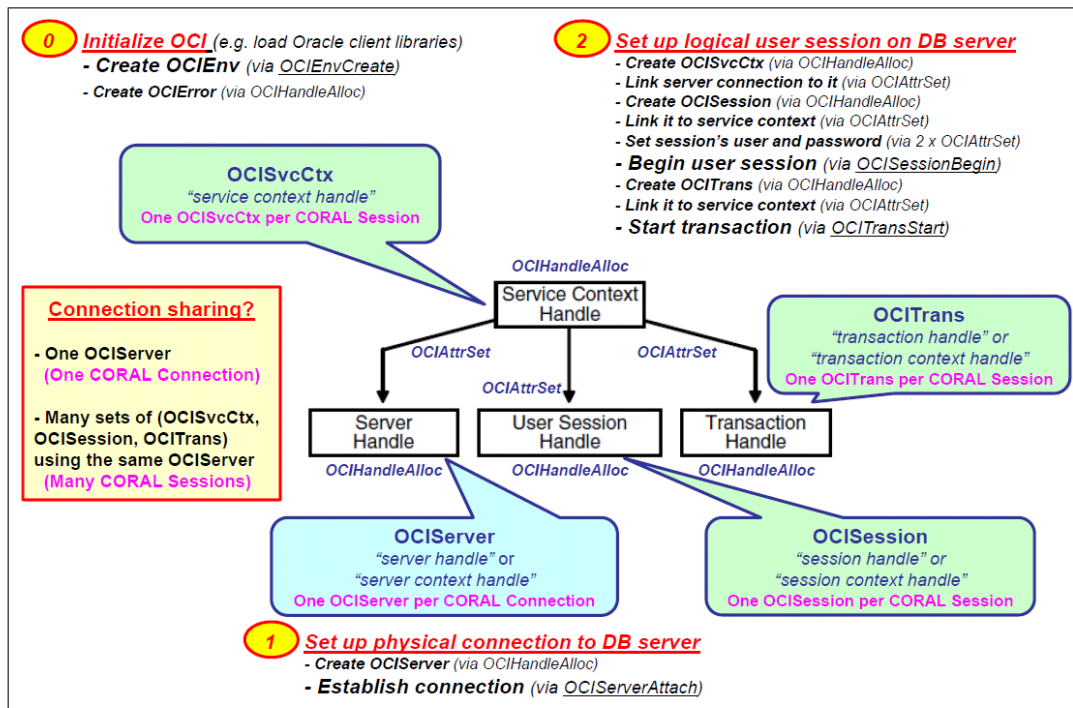 0 Initialize OCI (e.g. load Oracle client libraries)
- Create OCIEnv (via OCIEnvCreate)
- Create OCIError (via OCIHandleAlloc)
2 Set up logical user session on DB server
- Create OCISvcCtx (via OCIHandleAlloc)
- Link server connection to it (via OCIAttrSet)
- Create OCISession (via OCIHandleAlloc)
- Link it to service context (via OCIAttrSet)
- Set session's user and password (via 2 x OCIAttrSet)
- Begin user session (via OCISessionBegin)
- Create OCITrans (via OCIHandleAlloc)
- Link it to service context (via OCIAttrSet)
- Start transaction (via OCITransStart)
OCISvcCtx
“service context handle”
One OCISvcCtx per CORAL Session
OCIHandleAlloc
Service Context
Handle
Connection sharing?
- One OCIServer
(One CORAL Connection)
- Many sets of (OCISvcCtx,
OCISession, OCITrans)
using the same OCIServer
(Many CORAL Sessions)
OCITrans
“transaction handle” or
“transaction context handle”
One OCITrans per CORAL Session
OCIAttrSet
OCIAttrSet
OCIAttrSet
Server
Handle
User Session
Handle
Transaction
Handle
OCIHandleAlloc
OCIHandleAlloc
OCIHandleAlloc
OCIServer
“server handle” or
“server context handle”
One OCIServer per CORAL Connection
OCISession
“session handle” or
“session context handle”
One OCISession per CORAL Session
1 Set up physical connection to DB server
- Create OCIServer (via OCIHandleAlloc)
- Establish connection (via OCIServerAttach)